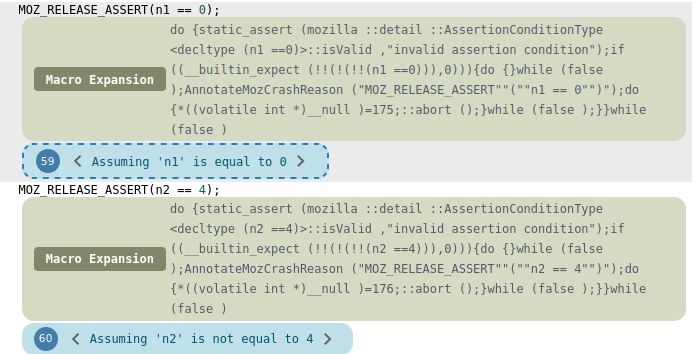 MOZ_RELEASE_ASSERT(n1 == 0);
do {static_assert (mozilla ::detail ::AssertionConditionType
<decltype (n1 ==0)>::isValid ,"invalid assertion condition");if
((__builtin_expect (!!(!(!!(n1 ==0))),0))){do {}while (false
Macro Expansion
);AnnotateMozCrashReason ("MOZ_RELEASE_ASSERT""(""n1 == 0"")");do
{*((volatile int *)__null )=175;::abort ();}while (false );}}while
(false )
59 < Assuming 'n1' is equal to 0 >
MOZ_RELEASE_ASSERT(n2 == 4);
do {static_assert (mozilla ::detail ::AssertionConditionType
<decltype (n2 ==4)>::isValid ,"invalid assertion condition");if
((__builtin_expect (!!(!(!!(n2 ==4))),0))){do {}while (false
Macro Expansion
);AnnotateMozCrashReason ("MOZ_RELEASE_ASSERT""(""n2 == 4"")");do
{*((volatile int *)__null )=176;::abort ();}while (false );}}while
(false )
60 < Assuming 'n2' is not equal to 4 >